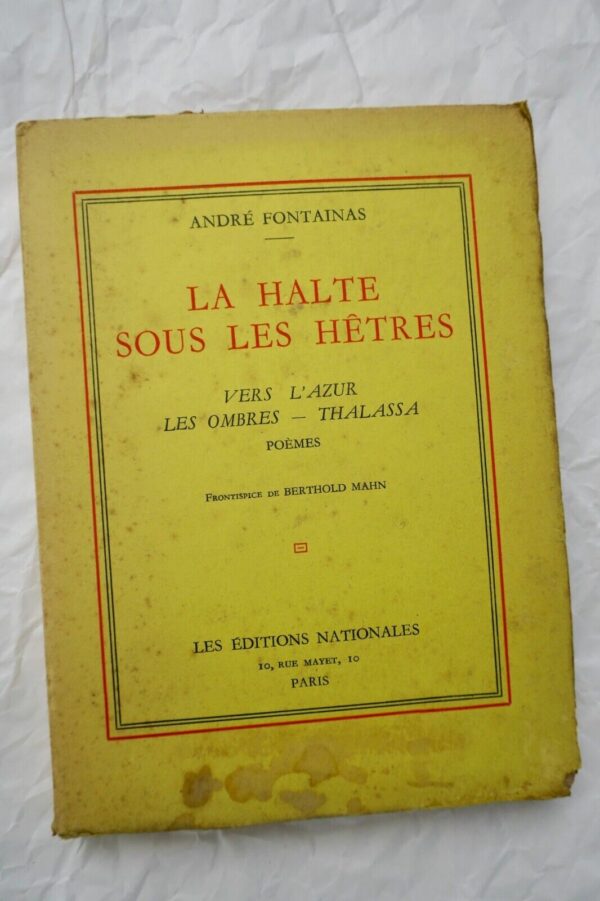 ANDRÉ FONTAINAS
LA HALTE
SOUS LES HÊTRES
VERS L'AZUR
LES OMBRES — THALASSA
POÈMES
FRONTISPICE DE BERTHOLD MAHN
LES ÉDITIONS NATIONALES
10, RUE MAYET, 10
PARIS